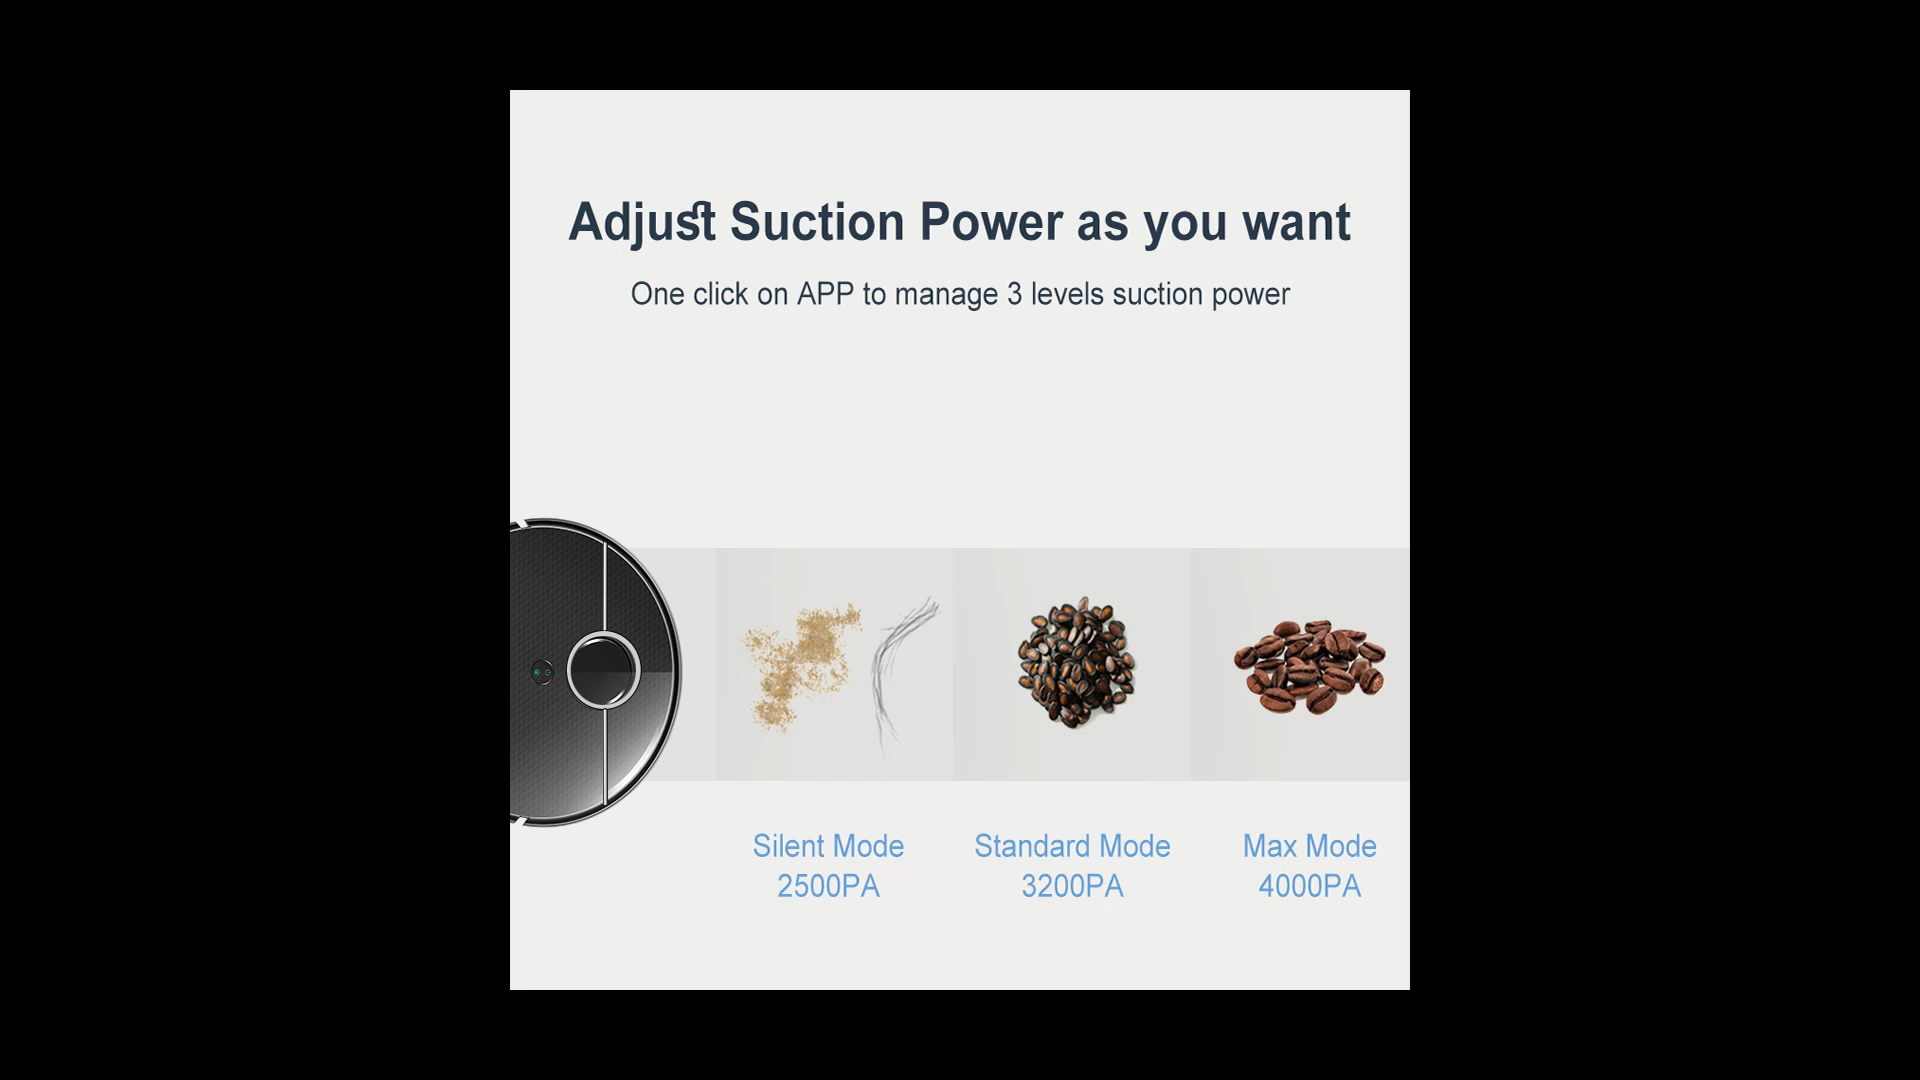 Adjust Suction Power as you want
One click on APP to manage 3 levels suction power
Silent Mode
2500PA
Standard Mode
3200PA
Max Mode
4000PA